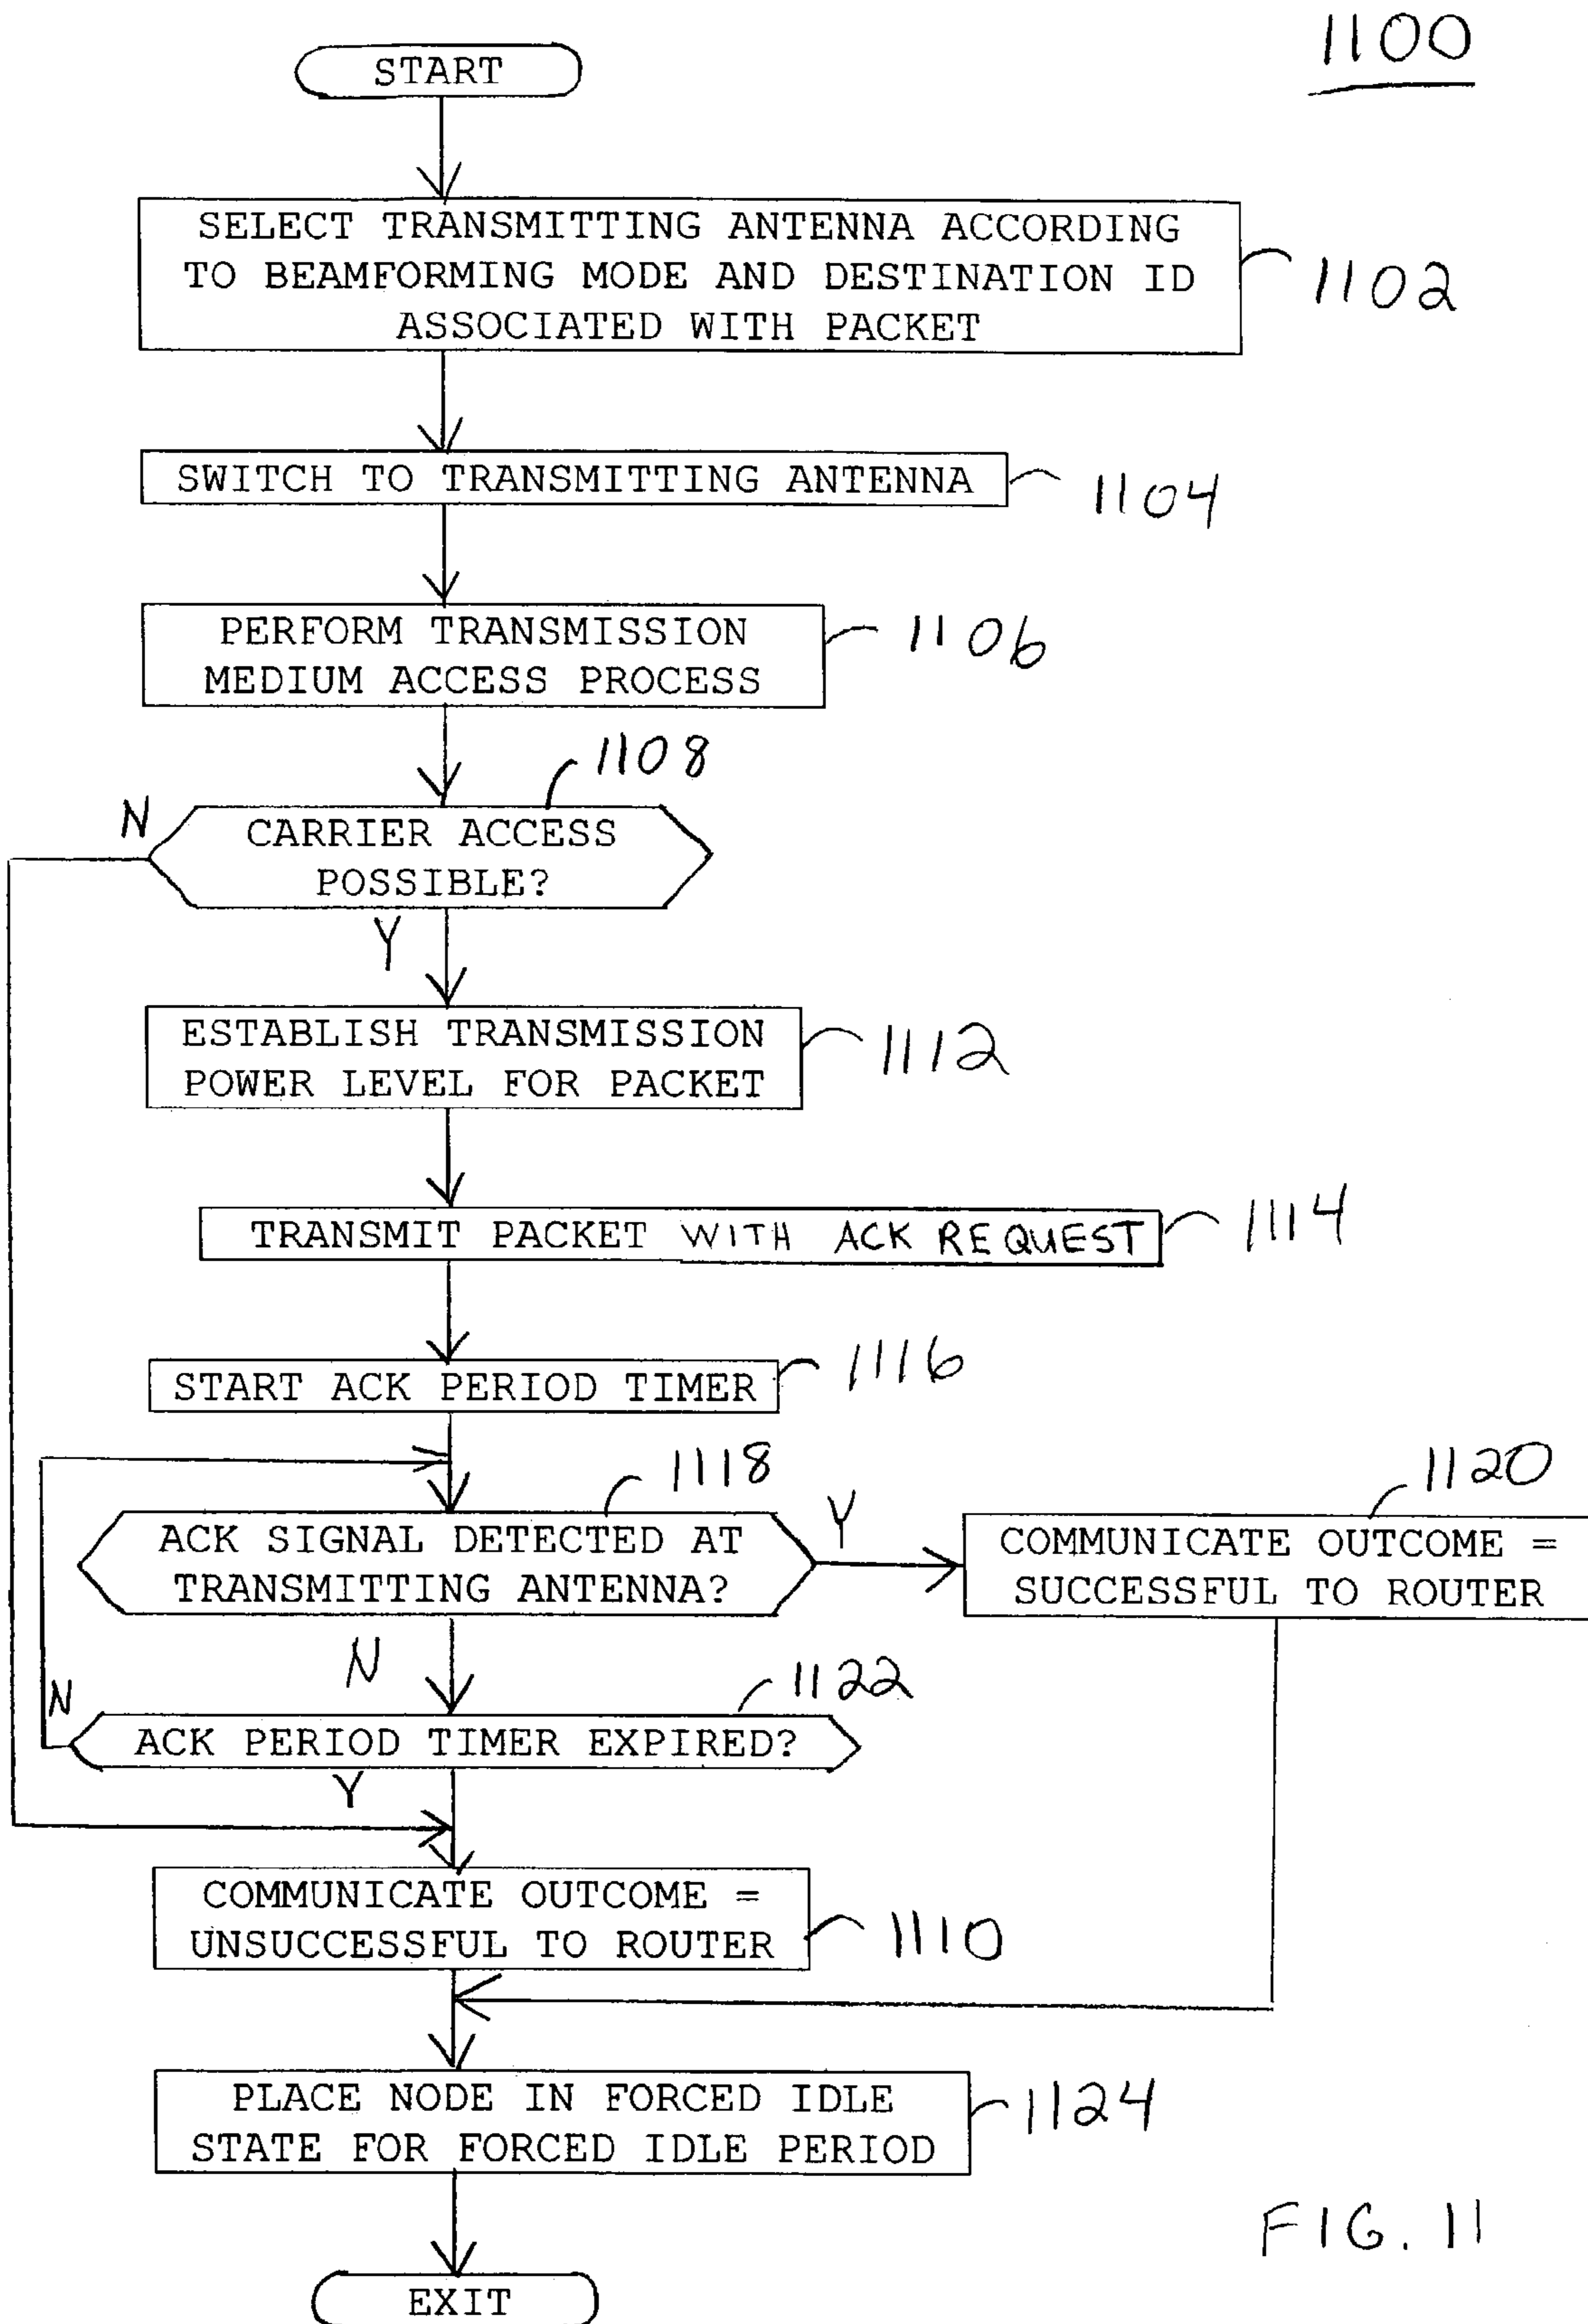 1100
START
SELECT TRANSMITTING ANTENNA ACCORDING
TO BEAMFORMING MODE AND DESTINATION ID
ASSOCIATED WITH PACKET
1102
SWITCH TO TRANSMITTING ANTENNA
1104
PERFORM TRANSMISSION
MEDIUM ACCESS PROCESS
1106
1108
N
CARRIER ACCESS
POSSIBLE?
Y
ESTABLISH TRANSMISSION
POWER LEVEL FOR PACKET
1112
TRANSMIT PACKET WITH ACK REQUEST
1114
START ACK PERIOD TIMER
1116
1118
ACK SIGNAL DETECTED AT
TRANSMITTING ANTENNA?
Y
1120
COMMUNICATE OUTCOME =
SUCCESSFUL TO ROUTER
N
1122
N
ACK PERIOD TIMER EXPIRED?
Y
COMMUNICATE OUTCOME =
UNSUCCESSFUL TO ROUTER
1110
PLACE NODE IN FORCED IDLE
STATE FOR FORCED IDLE PERIOD
1124
EXIT
FIG. 11